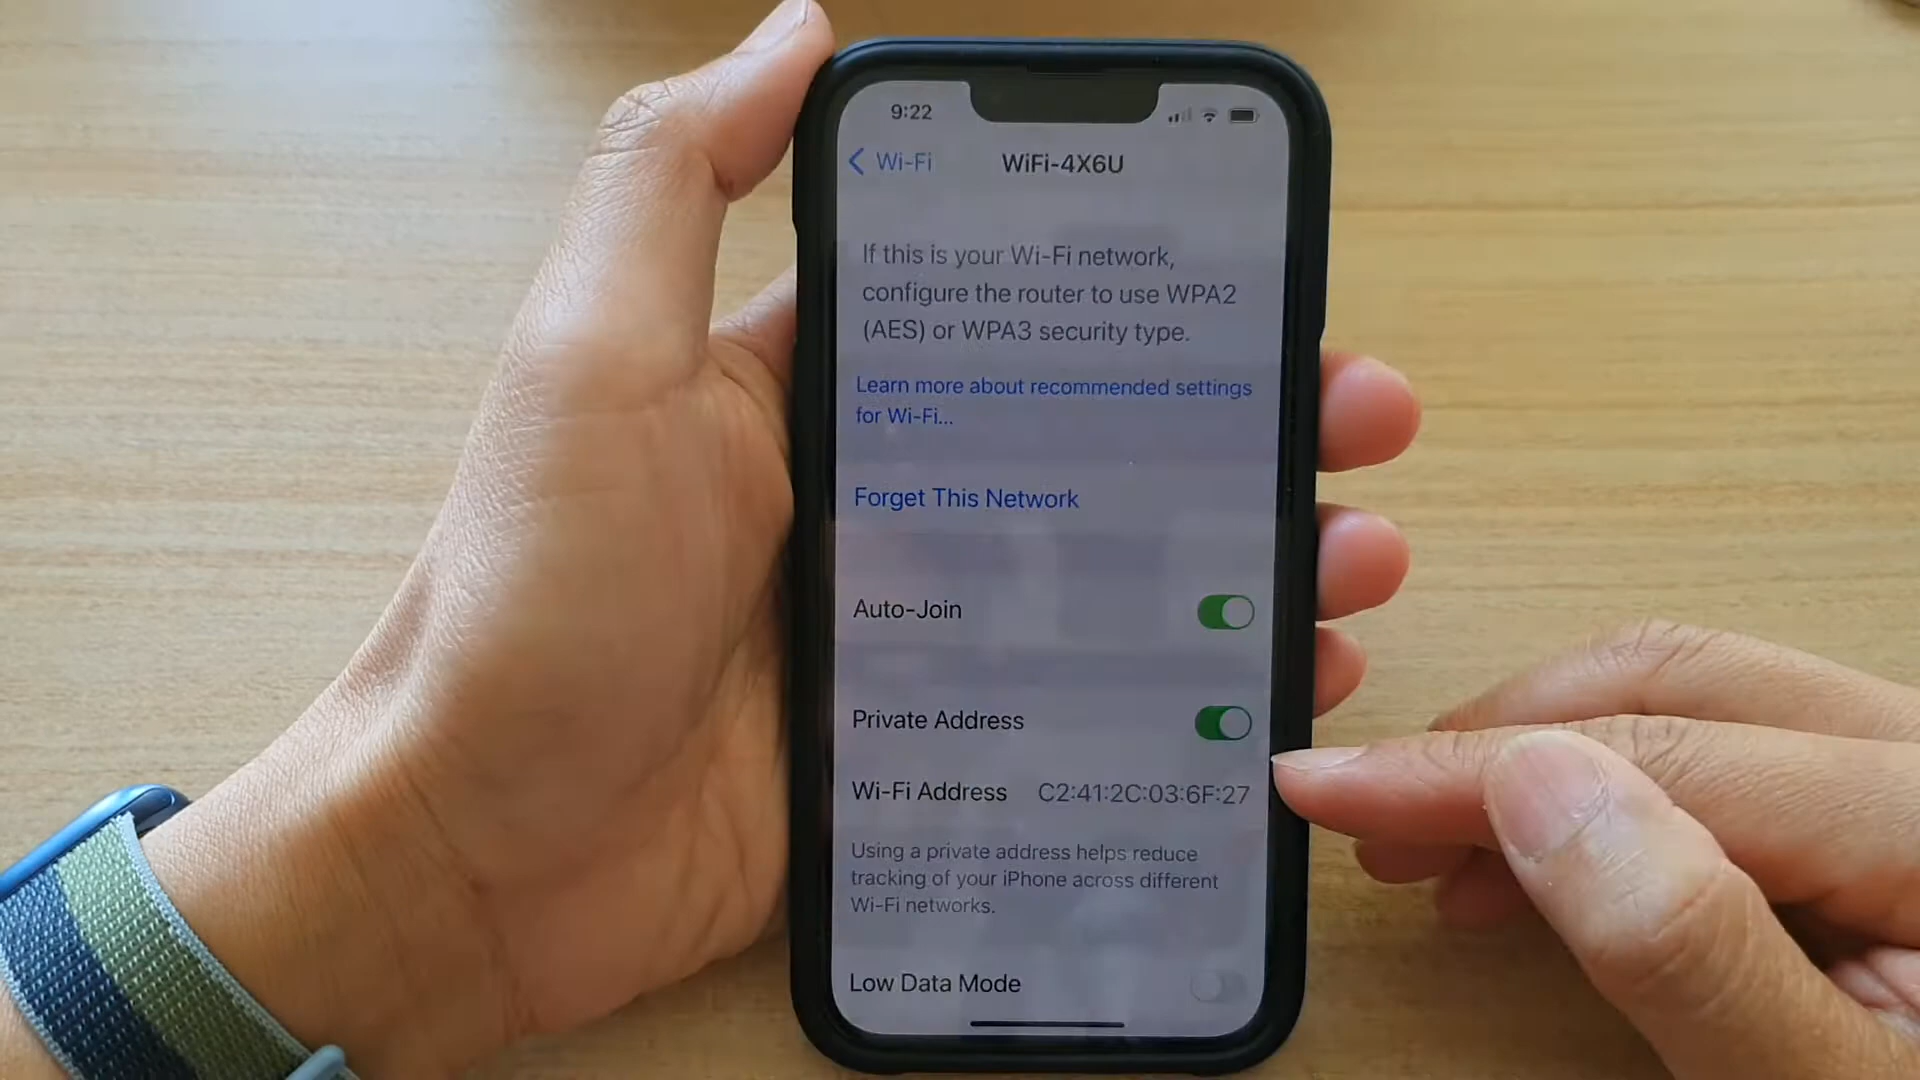 9:22
Wi-Fi WiFi-4X6U
If this is your Wi-Fi network,
configure the router to use WPA2
(AES) or WPA3 security type.
Learn more about recommended settings
for Wi-Fi...
Forget This Network
Auto-Join
Private Address
Wi-Fi Address C2:41:2C:03:6F:27
Using a private address helps reduce
tracking of your iPhone across different
Wi-Fi networks.
Low Data Mode